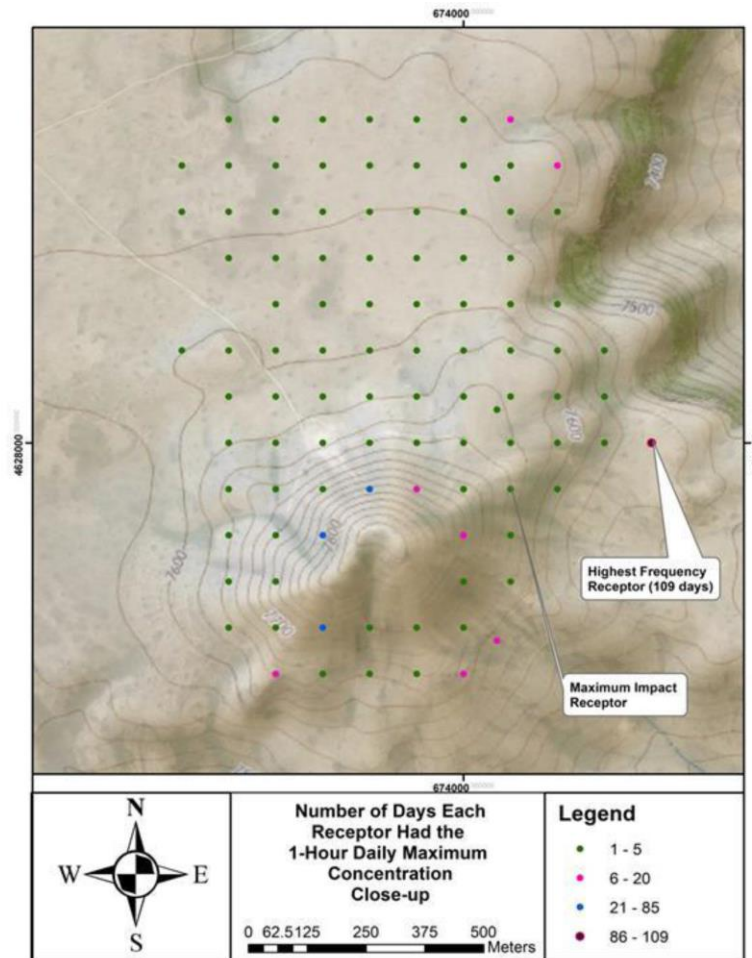 674000
7400
7500
4628000
7600
7600
7700
Highest Frequency
Receptor (109 days)
Maximum Impact
Receptor
674000
N
W E
S
Number of Days Each
Receptor Had the
1-Hour Daily Maximum
Concentration
Close-up
0 62.5 125 250 375 500
Meters
Legend
1 - 5
6 - 20
21 - 85
86 - 109